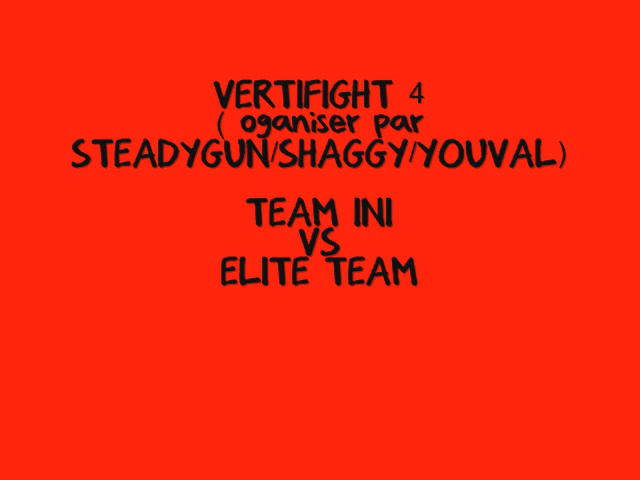 VERTIFIGHT 4
( oganiser par
STEADYGUN/SHAGGY/YOUVAL)
TEAM INI
VS
ELITE TEAM